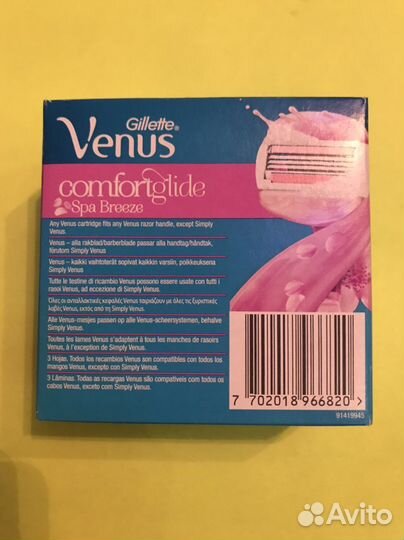 Gillette®
Venus
comfortglide
Spa Breeze
Any Venus cartridge fits any Venus razor handle, except Simply
Venus.
Venus – alla rakblad/barberblade passar alla handtag/håndtak,
förutom Simply Venus
Venus – kaikki vaihtoterät sopivat kaikkiin varsiin, poikkeuksena
Simply Venus
Tutte le testine di ricambio Venus possono essere usate con tutti i
rasoi Venus, ad eccezione di Simply Venus.
Όλες οι ανταλλακτικές κεφαλές Venus ταιριάζουν με όλες τις ξυριστικές
λαβές Venus, εκτός από τη Simply Venus.
Alle Venus-mesjes passen op alle Venus-scheersystemen, behalve
Simply Venus.
Toutes les lames Venus s'adaptent à tous les manches de rasoirs
Venus, à l'exception de Simply Venus.
3 Hojas. Todos los recambios Venus son compatibles con todos los
mangos Venus, excepto con Simply Venus.
3 Lâminas. Todas as recargas Venus são compatíveis com todos os
cabos Venus, exceto com Simply Venus.
7 702018 966820 >
91419945
Avito